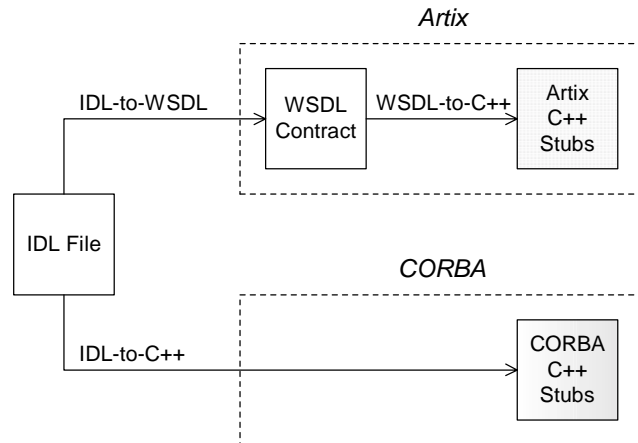 Artix
IDL-to-WSDL
WSDL
Contract
WSDL-to-C++
Artix
C++
Stubs
IDL File
CORBA
IDL-to-C++
CORBA
C++
Stubs